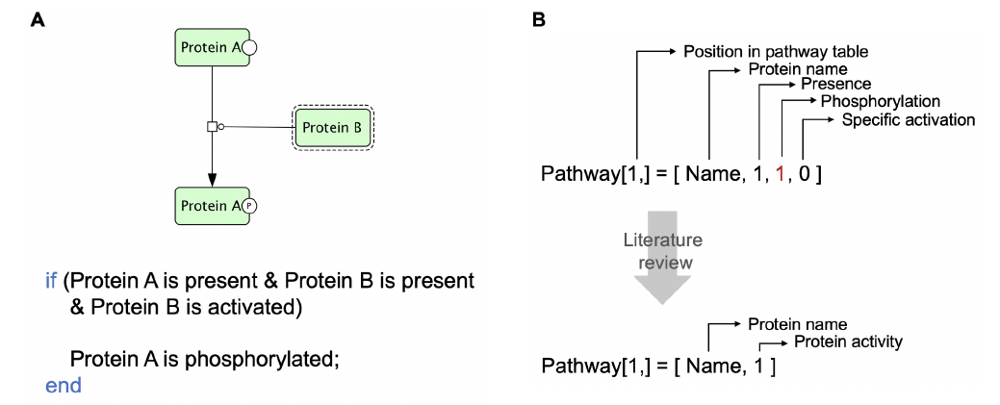 A
Protein A
Protein B
Protein A
P
if (Protein A is present & Protein B is present
& Protein B is activated)
Protein A is phosphorylated;
end
B
Position in pathway table
Protein name
Presence
Phosphorylation
Specific activation
Pathway[1,] = [ Name, 1, 1, 0 ]
Literature
review
Protein name
Protein activity
Pathway[1,] = [ Name, 1 ]